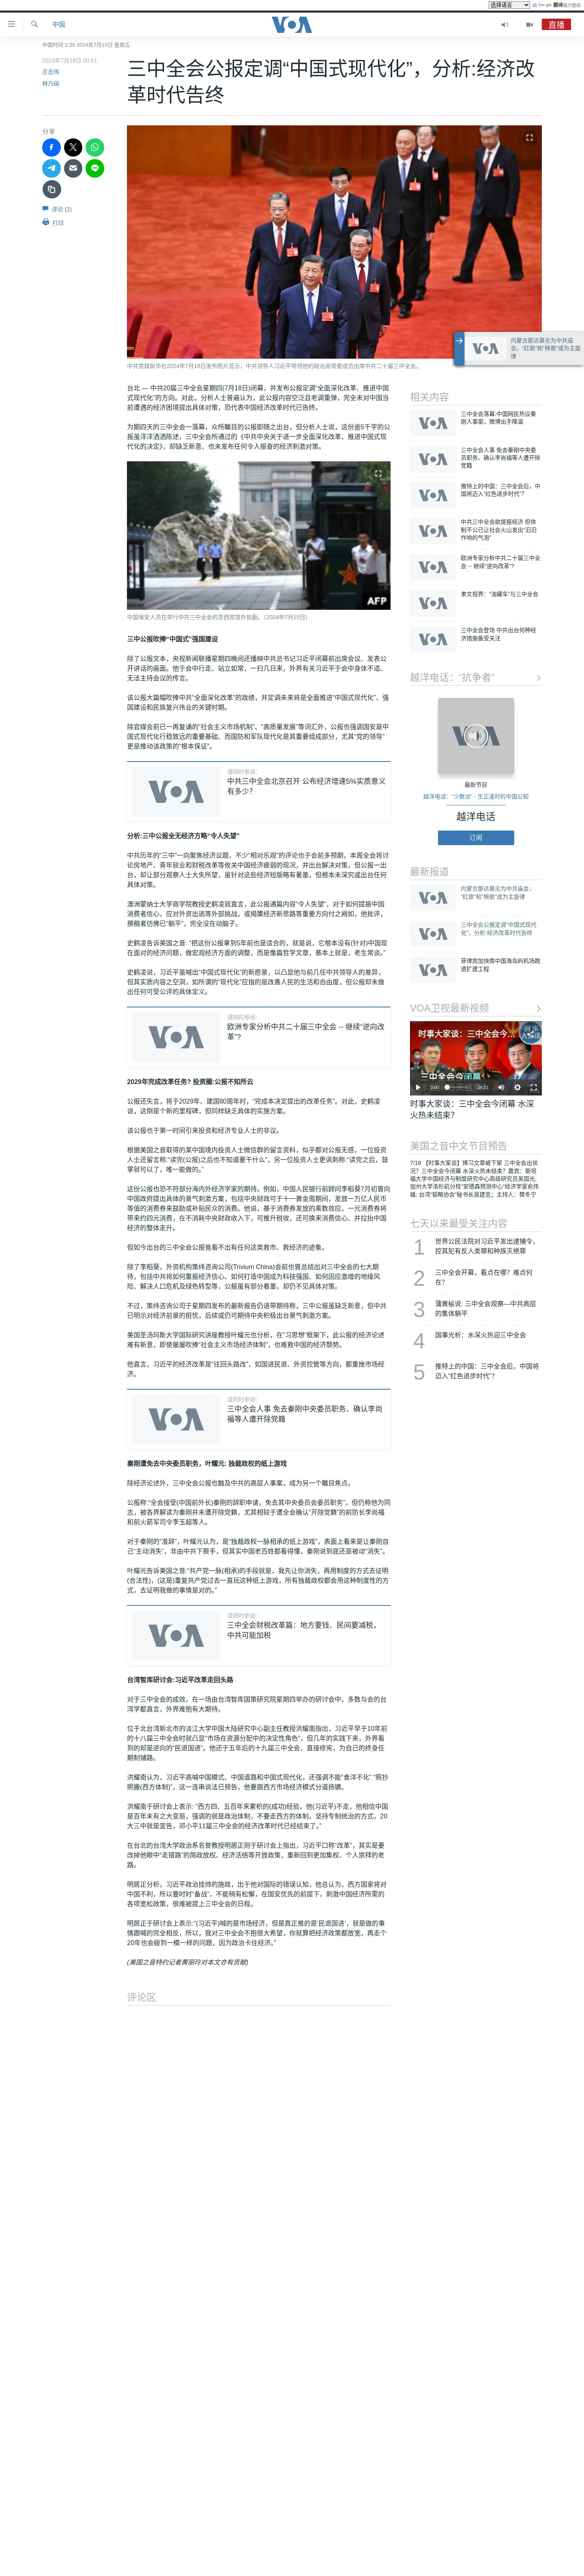 选择语言
由 Google 翻译强力驱动
中国
VOA
直播
中国时间 2:39 2024年7月19日 星期五
2024年7月19日 00:41
庄志伟
林乃绢
三中全会公报定调“中国式现代化”，分析:经济改
革时代告终
分享
评论 (2)
打印
中共官媒新华社2024年7月18日发布照片显示，中共领导人习近平带领他的政治局常委成员出席中共二十届三中全会。
内蒙古那达慕沦为中共庙
会，“红歌”和“秧歌”成为主旋
律
台北 — 中共20届三中全会星期四(7月18日)闭幕，并发布公报定调“全面深化改革、推进中国
式现代化”的方向。对此，分析人士普遍认为，此公报内容空泛且老调重弹，完全未对中国当
前遭遇的经济困境提出具体对策，恐代表中国经济改革时代已告终。
为期四天的三中全会一落幕，众所瞩目的公报即随之出台，但分析人士说，这份逾5千字的公
报虽洋洋洒洒陈述，三中全会所通过的《中共中央关于进一步全面深化改革、推进中国式现
代化的决定》，却缺乏新意、也未发布任何令人振奋的经济刺激对策。
AFP
中国保安人员在举行中共三中全会的京西宾馆外执勤。（2024年7月15日）
三中公报吹捧“中国式”强国建设
除了公报文本，央视新闻联播星期四晚间还播映中共总书记习近平闭幕前出席会议、发表公
开讲话的画面。他于会中行走、站立如常，一扫几日来，外界有关习近平于会中身体不适、
无法主持会议的传言。
该公报大篇幅吹捧中共“全面深化改革”的政绩，并定调未来将是全面推进“中国式现代化”、强
国建设和民族复兴伟业的关键时期。
除官媒会前已一再复诵的“社会主义市场机制”、“高质量发展”等词汇外，公报也强调国安是中
国式现代化行稳致远的重要基础、而国防和军队现代化是其重要组成部分，尤其“党的领导”
更是推动该政策的“根本保证”。
请同时参阅:
中共三中全会北京召开 公布经济增速5%实质意义
有多少?
分析:三中公报全无经济方略“令人失望”
中共历年的“三中”一向聚焦经济议题，不少“相对乐观”的评论也于会前多预期，本周会议将讨
论房地产、青年就业和财税改革等攸关中国经济疲弱的现况，并出台解决对策，但公报一出
台，却让部分观察人士大失所望，虽针对这些经济短版略有著墨，但根本未深究或出台任何
具体对策。
澳洲蒙纳士大学商学院教授史鹤凌就直言，此公报通篇内容“令人失望”，对于如何提振中国
消费者信心、应对外资出逃等外部挑战，或揭橥经济新思路等重要方向付之阙如，他批评，
撰稿者彷佛已“躺平”，完全没在动脑子。
史鹤凌告诉美国之音: “把这份公报拿到5年前也是适合的，就是说，它根本没有(针对)中国现
在面对的经济问题，做宏观经济方面的调整，而是像篇哲学文章，基本上就是，老生常谈。”
史鹤凌说，习近平虽喊出“中国式现代化”的新愿景，以凸显他与前几任中共领导人的差异，
但其实质内容之空洞，如所谓的“现代化”应推高人民的生活和自由度，但公报却未做
出任何可受公评的具体定义。
请同时参阅:
欧洲专家分析中共二十届三中全会 -- 继续“逆向改
革”?
2029年完成改革任务? 投资圈:公报不知所云
公报还矢言，将于2029年、建国80周年时，“完成本决定提出的改革任务”。对此，史鹤凌
说，这倒是个新的里程碑，但同样缺乏具体的实施方案。
该公报也于第一时间引来投资和经济专业人士的非议。
根据美国之音取得的某中国境内投资人士微信群的留言资料，似乎都对公报无感，一位投资
人士还留言称:“读完(公报)之后也不知道要干什么”，另一位投资人士更讽刺称:“读完之后，鼓
掌就可以了，唯一能做的。”
这份公报也恐不符部分海内外经济学家的期待。例如，中国人民银行前顾问李稻葵6月初曾向
中国政府提出具体的景气刺激方案，包括中央财政可于十一黄金周期间，发放一万亿人民币
等值的消费券来鼓励或补贴民众的消费。他说，基于消费券发放的乘数效应，一元消费券将
带来约四元消费，在不消耗中央财政收入下，可推升税收，还可换来消费信心、并拉抬中国
经济的整体走升。
但如今出台的三中全会公报竟看不出有任何这类救市、救经济的迹象。
除了李稻葵，外资机构策纬咨询公司(Trivium China)会前也曾总结出对三中全会的七大期
待，包括中共将如何重振经济信心、如何打造中国成为科技强国、如何因应激增的地缘风
险、解决人口危机及绿色转型等，公报虽有部分着墨，却仍不见具体对策。
不过，策纬咨询公司于星期四发布的最新报告仍语带期待称，三中公报虽缺乏新意，但中共
已明示对经济前景的担忧，后续或仍可期待中央积极出台景气刺激方案。
美国圣汤玛斯大学国际研究讲座教授叶耀元也分析，在“习思想”框架下，此公报的经济论述
难有新意，即使屡屡吹捧“社会主义市场经济体制”，也难救中国的经济颓势。
他直言，习近平的经济改革是“往回头路改”，如国进民退、外资控管等方向，都重挫市场经
济。
请同时参阅:
三中全会人事 免去秦刚中央委员职务、确认李尚
福等人遭开除党籍
秦刚遭免去中央委员职务，叶耀元: 独裁政权的纸上游戏
除经济论述外，三中全会公报也触及中共的高层人事案，成为另一个瞩目焦点。
公报称:“全会接受(中国前外长)秦刚的辞职申请，免去其中央委员会委员职务”，但仍称他为同
志，被各界解读为秦刚并未遭开除党籍，尤其相较于遭全会确认“开除党籍”的前防长李尚福
和前火箭军司令李玉超等人。
对于秦刚的“准辞”，叶耀元认为，是“独裁政权一脉相承的纸上游戏”，表面上看来是让秦刚自
己“主动消失”，非由中共下狠手，但其实中国老百姓都看得懂，秦刚说到底还是被动“消失”。
叶耀元告诉美国之音:“共产党一脉(相承)的手段就是，我先让你消失，再用制度的方式去证明
(合法性)，(这是)重复共产党过去一直玩这种纸上游戏，所有独裁政权都会用这种制度性的方
式，去证明我做的事情是对的。”
请同时参阅:
三中全会财税改革篇：地方要钱、民间要减税，
中共可能加税
台湾智库研讨会:习近平改革走回头路
对于三中全会的成效，在一场由台湾智库国策研究院星期四举办的研讨会中，多数与会的台
湾学都直言，外界难抱有大期待。
位于北台湾新北市的淡江大学中国大陆研究中心副主任教授洪耀南指出，习近平早于10年前
的十八届三中全时就凸显“市场在资源分配中的决定性角色”，但几年的实践下来，外界看
到的却是逆向的“民退国进”。他还于五年后的十九届三中全会，直接修宪，为自己的终身任
期制铺路。
洪耀南认为，习近平高喊中国模式、中国道路和中国式现代化，还强调不能“食洋不化” “照抄
照搬(西方体制)”，这一连串说法已预告，他要跟西方市场经济模式分道扬镳。
洪耀南于研讨会上表示: “西方四、五百年来累积的(成功)经验，他(习近平)不走，他相信中国
是百年未有之大变局，强调的就是政治体制，不要走西方的体制，坚持专制统治的方式，20
大三中就是宣告，邓小平11届三中全会的经济改革时代已经结束了。”
在台北的台湾大学政治系名誉教授明居正则于研讨会上指出，习近平口称“改革”，其实是要
改掉他眼中“走错路”的简政放权、经济活络等开放政策，重新回到更加集权、个人崇拜的老
路。
明居正分析，习近平政治挂帅的施政，出于他对国际的错误认知，他总认为，西方国家将对
中国不利，所以要时时“备战”，不能稍有松懈，在国安优先的前提下，刺激中国经济所需的
各项宽松政策，很难被提上三中全会的日程。
明居正于研讨会上表示:“(习近平)喊的是市场经济，但是真正推的是‘民退国进’，就是做的事
情跟喊的完全相反，所以，我对三中全会不抱很大希望，你就算把经济政策都放宽，再走个
20年也会碰到一模一样的问题，因为政治卡住经济。”
(美国之音特约记者黄丽玲对本文亦有贡献)
评论区
相关内容
三中全会落幕:中国网民热议秦
刚人事案，微博出手降温
三中全会人事 免去秦刚中央委
员职务、确认李尚福等人遭开除
党籍
推特上的中国：三中全会后，中
国将迈入“红色进步时代”?
中共三中全会欲提振经济 但体
制不公已让社会火山发出“汩汩
作响的气泡”
欧洲专家分析中共二十届三中全
会 -- 继续“逆向改革”?
隶文视界：“油罐车”与三中全会
三中全会登场 中共出台何种经
济措施备受关注
越洋电话：“抗争者”
最新节目
越洋电话：“少数派” - 生正逢时的中国公知
越洋电话
订阅
最新报道
内蒙古那达慕沦为中共庙会，
“红歌”和“秧歌”成为主旋律
三中全会公报定调“中国式现代
化”，分析:经济改革时代告终
菲律宾加快南中国海岛屿机场跑
道扩建工程
VOA卫视最新视频
时事大家谈：三中全会今…
三中全会今闭幕
0:00
29:21
时事大家谈：三中全会今闭幕 水深
火热未结束？
美国之音中文节目预告
7/18 【时事大家谈】捧习文章被下架 三中全会出状
况？三中全会今闭幕 水深火热未结束？嘉宾：斯坦
福大学中国经济与制度研究中心高级研究员吴国光;
加州大学洛杉矶分校“安德森预测中心”经济学家俞伟
雄; 台湾“韬略协会”秘书长吴建忠；主持人：樊冬宁
七天以来最受关注内容
1
世界公民法院对习近平发出逮捕令，
控其犯有反人类罪和种族灭绝罪
2
三中全会开幕，看点在哪？难点何
在？
3
蒲黄榆说: 三中全会观察—中共高层
的集体躺平
4
国事光析：水深火热迎三中全会
5
推特上的中国：三中全会后，中国将
迈入“红色进步时代”?